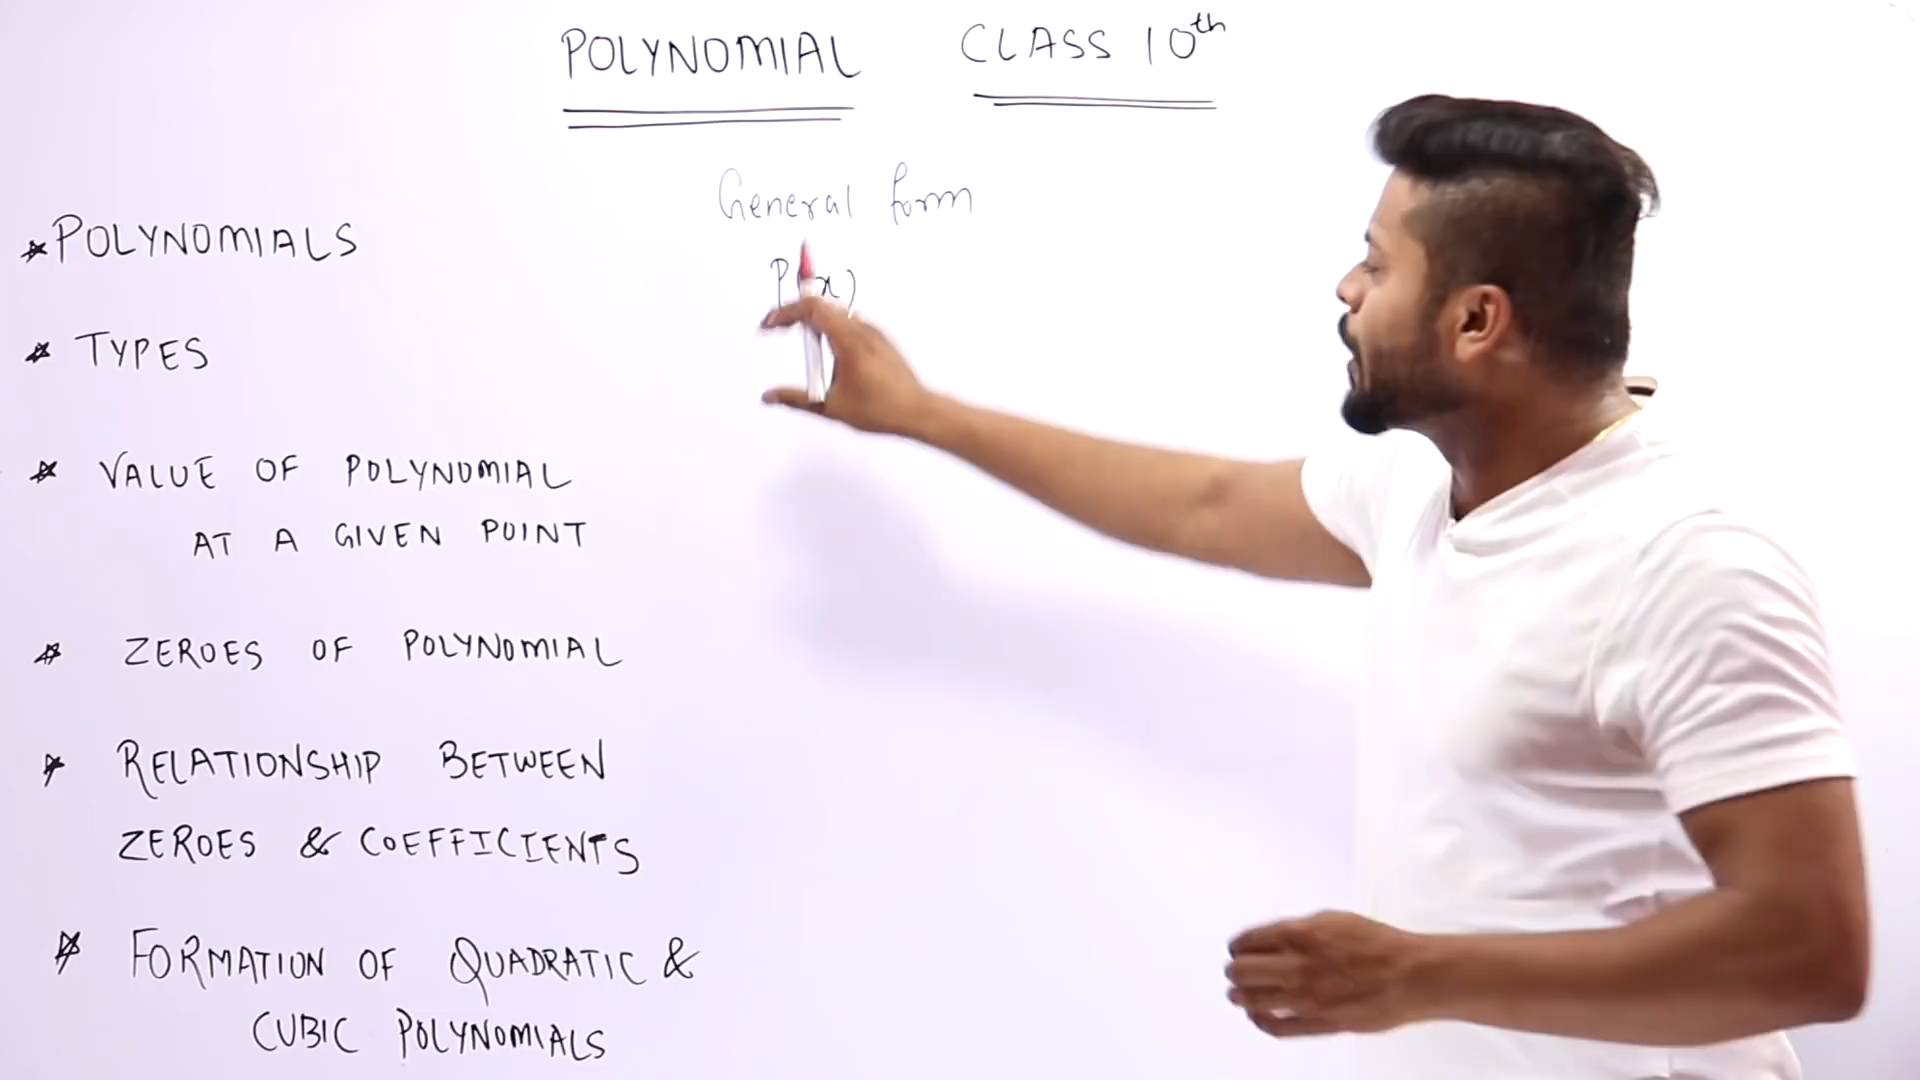 POLYNOMIAL CLASS 10th
General form
P(x)
* POLYNOMIALS
* TYPES
* VALUE OF POLYNOMIAL
AT A GIVEN POINT
* ZEROES OF POLYNOMIAL
* RELATIONSHIP BETWEEN
ZEROES & COEFFICIENTS
* FORMATION OF QUADRATIC &
CUBIC POLYNOMIALS